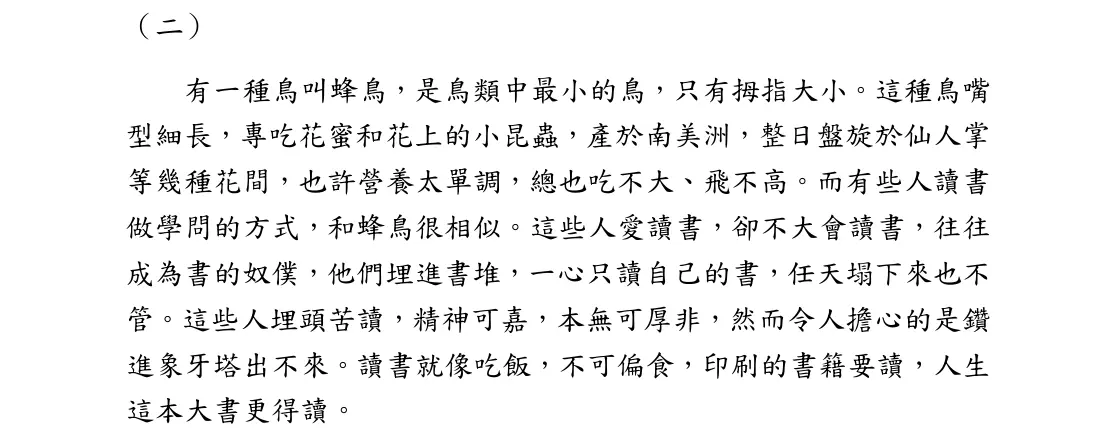 （二）
有一種鳥叫蜂鳥，是鳥類中最小的鳥，只有拇指大小。這種鳥嘴
型細長，專吃花蜜和花上的小昆蟲，產於南美洲，整日盤旋於仙人掌
等幾種花間，也許營養太單調，總也吃不大、飛不高。而有些人讀書
做學問的方式，和蜂鳥很相似。這些人愛讀書，卻不大會讀書，往往
成為書的奴僕，他們埋進書堆，一心只讀自己的書，任天塌下來也不
管。這些人埋頭苦讀，精神可嘉，本無可厚非，然而令人擔心的是鑽
進象牙塔出不來。讀書就像吃飯，不可偏食，印刷的書籍要讀，人生
這本大書更得讀。